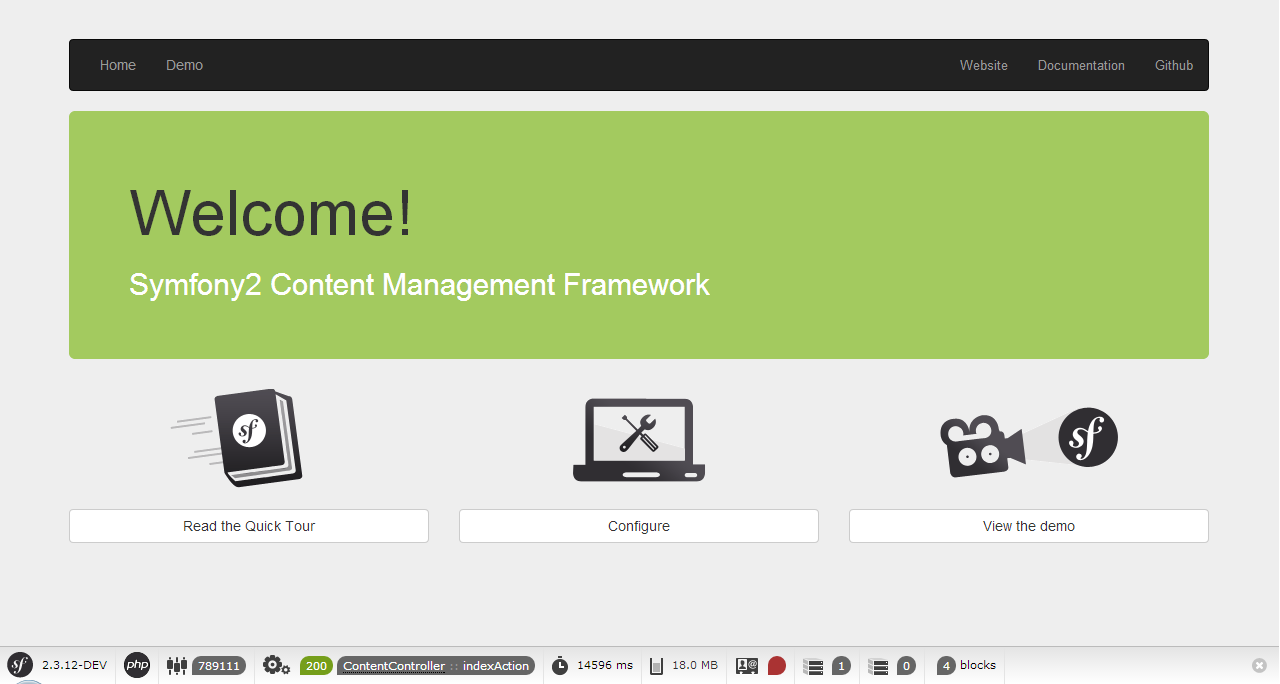 Home Demo Website Documentation Github
Welcome!
Symfony2 Content Management Framework
sf sf
Read the Quick Tour Configure View the demo
sf 2.3.12-DEV php 789111 200 ContentController :: indexAction 14596 ms 18.0 MB 1 0 4 blocks